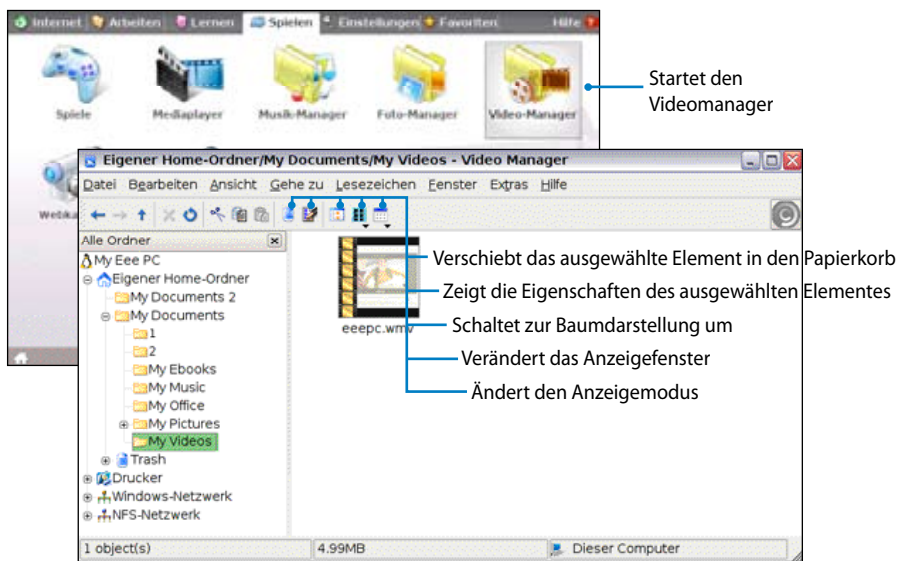 Internet Arbeiten Lernen Spielen Einstellungen Favoriten Hilfe
Spiele Mediaplayer Musik-Manager Foto-Manager Video-Manager
Startet den
Videomanager
Eigener Home-Ordner/My Documents/My Videos - Video Manager
Datei Bearbeiten Ansicht Gehe zu Lesezeichen Fenster Extras Hilfe
Webka
Alle Ordner
My Eee PC
Eigener Home-Ordner
My Documents 2
My Documents
1
2
My Ebooks
My Music
My Office
My Pictures
My Videos
Trash
Drucker
Windows-Netzwerk
NFS-Netzwerk
eeepc.wmv
Verschiebt das ausgewählte Element in den Papierkorb
Zeigt die Eigenschaften des ausgewählten Elementes
Schaltet zur Baumdarstellung um
Verändert das Anzeigefenster
Ändert den Anzeigemodus
1 object(s) 4.99MB Dieser Computer